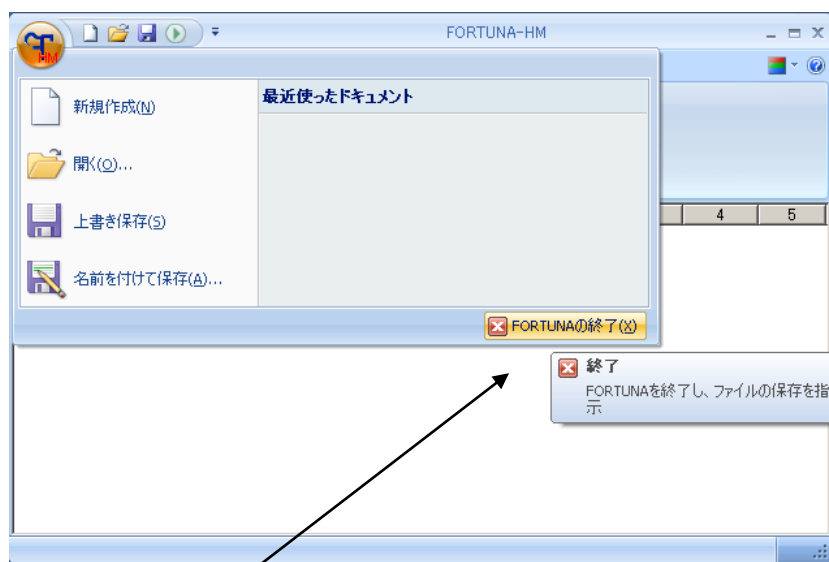 FORTUNA-HM
HM
新規作成(N)
最近使ったドキュメント
開く(O)...
上書き保存(S)
名前を付けて保存(A)...
4 5
FORTUNAの終了(X)
終了
FORTUNAを終了し、ファイルの保存を指
示